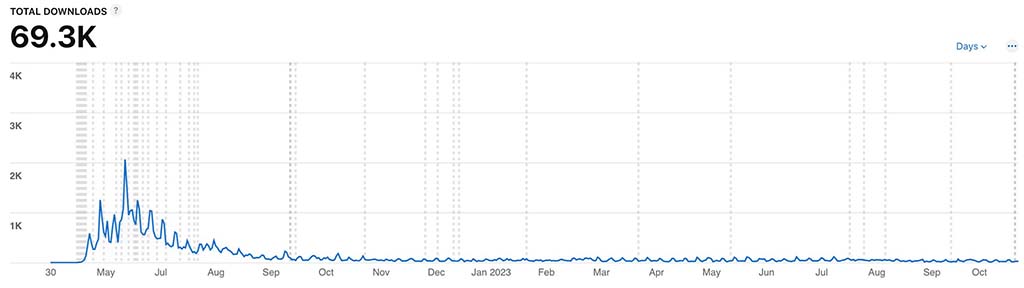 TOTAL DOWNLOADS ?
69.3K
Days
4K
3K
2K
1K
30 May Jul Aug Sep Oct Nov Dec Jan 2023 Feb Mar Apr May Jun Jul Aug Sep Oct